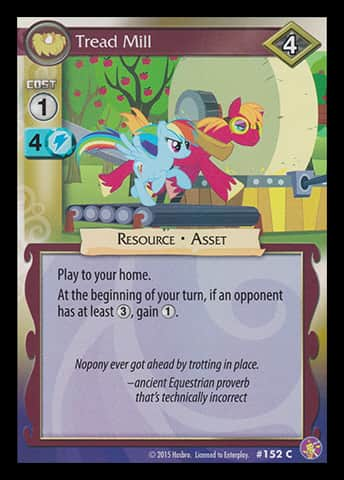 Tread Mill
4
COST
1
4
RESOURCE • ASSET
Play to your home.
At the beginning of your turn, if an opponent
has at least 3, gain 1.
Nopony ever got ahead by trotting in place.
–ancient Equestrian proverb
that's technically incorrect
© 2015 Hasbro. Licensed to Enterplay. #152 C